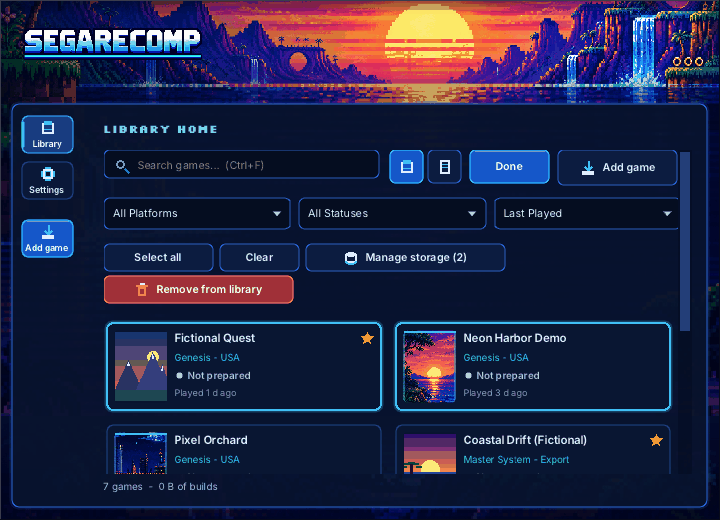 SEGARECOMP
LIBRARY HOME
Library
Settings
Add game
Search games... (Ctrl+F)
Done
Add game
All Platforms
All Statuses
Last Played
Select all
Clear
Manage storage (2)
Remove from library
Fictional Quest
Genesis - USA
Not prepared
Played 1 d ago
Neon Harbor Demo
Genesis - USA
Not prepared
Played 3 d ago
Pixel Orchard
Genesis - USA
Coastal Drift (Fictional)
Master System - Export
7 games - 0 B of builds